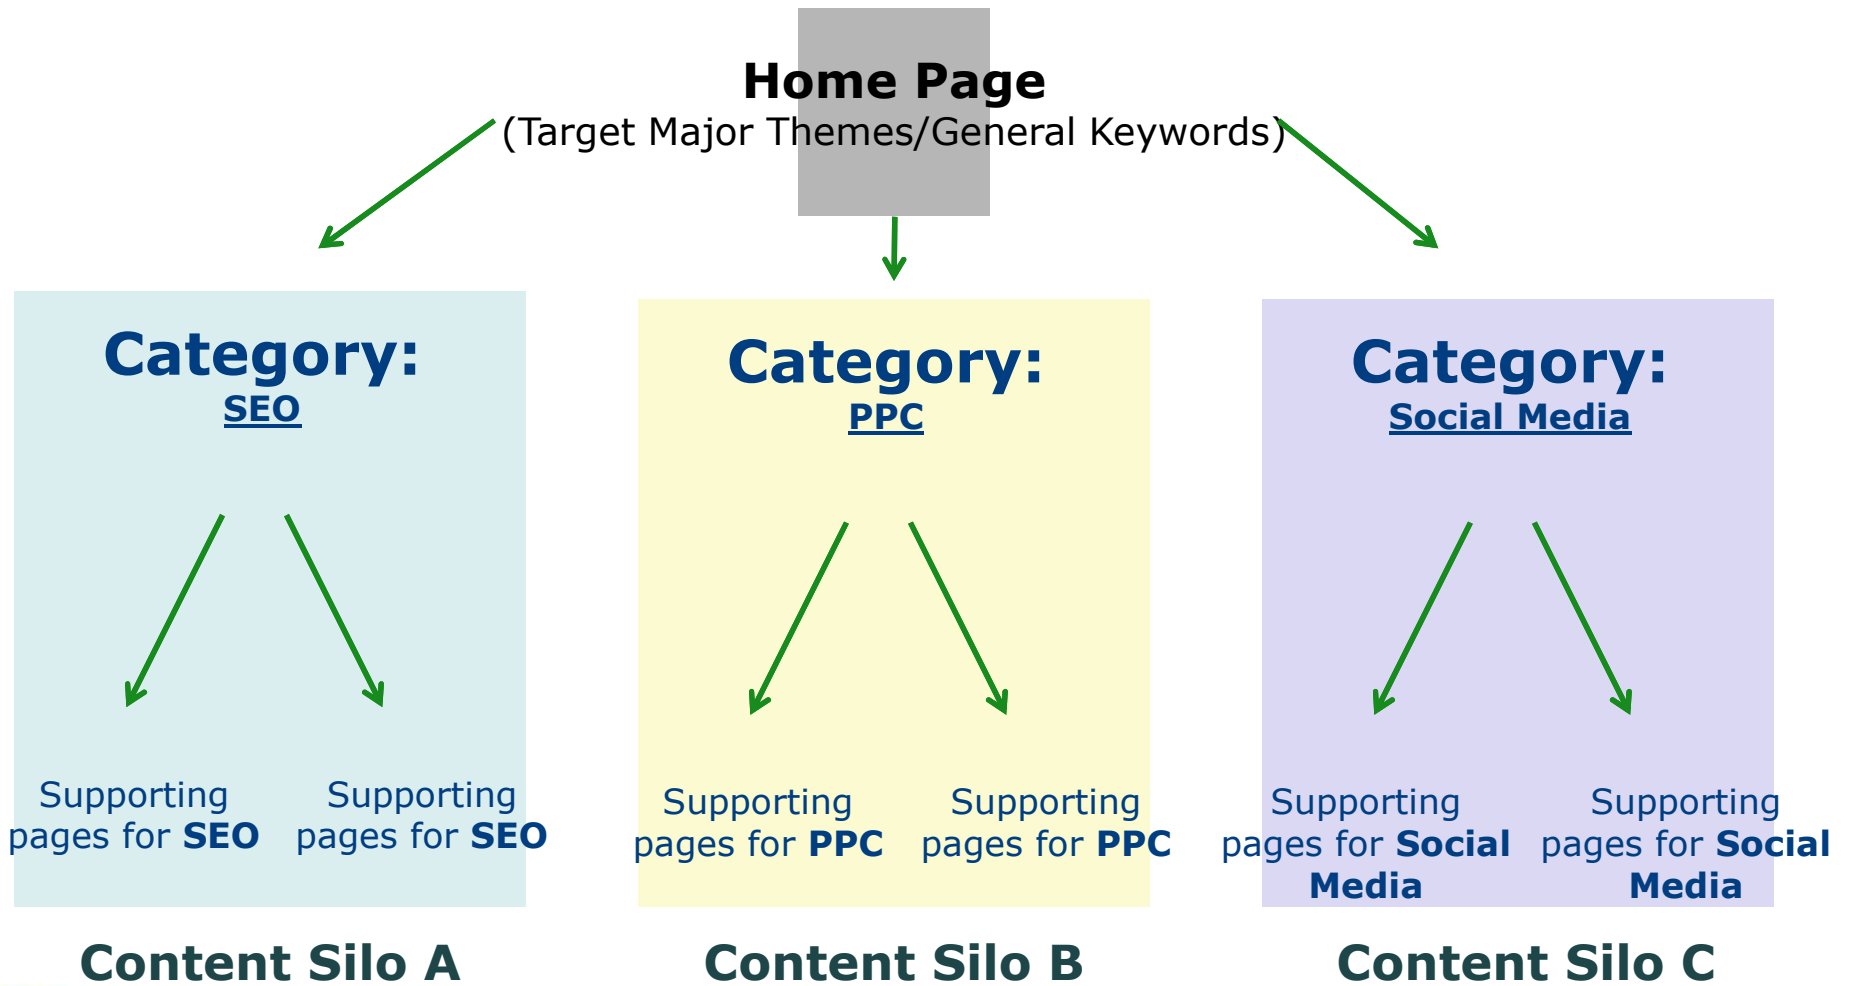 Home Page
(Target Major Themes/General Keywords)
Category:
SEO
Supporting
pages for SEO
Supporting
pages for SEO
Content Silo A
Category:
PPC
Supporting
pages for PPC
Supporting
pages for PPC
Content Silo B
Category:
Social Media
Supporting
pages for Social
Media
Supporting
pages for Social
Media
Content Silo C